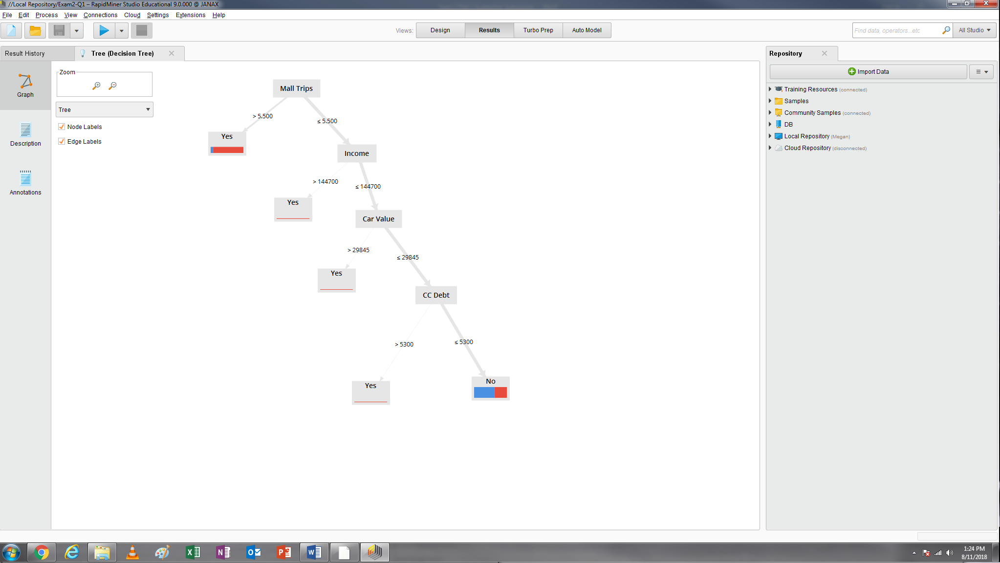 //Local Repository/Exam2-Q1 – RapidMiner Studio Educational 9.0.000 @ JANAX
File Edit Process View Connections Cloud Settings Extensions Help
Views: Design Results Turbo Prep Auto Model
Find data, operators...etc
All Studio
Result History
Tree (Decision Tree)
Repository
Graph
Description
Annotations
Zoom
Tree
Node Labels
Edge Labels
Mall Trips
> 5.500
≤ 5.500
Yes
Income
> 144700
≤ 144700
Yes
Car Value
> 29845
≤ 29845
Yes
CC Debt
> 5300
≤ 5300
Yes
No
Import Data
Training Resources (connected)
Samples
Community Samples (connected)
DB
Local Repository (Megan)
Cloud Repository (disconnected)
1:24 PM
8/11/2018